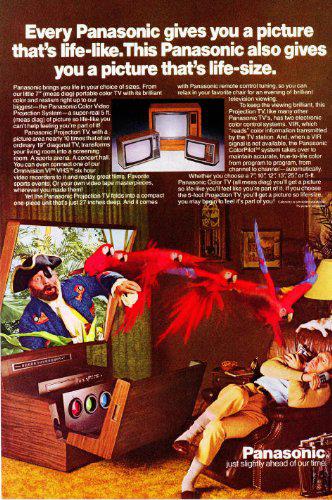 Every Panasonic gives you a picture
that's life-like. This Panasonic also gives
you a picture that's life-size.
Panasonic brings you life in your choice of sizes. From
our little 7" (meas diag) portable color TV with its brilliant
color and realism right up to our
biggest—the Panasonic Color Video
Projection System—a super-real 5 ft.
(meas diag) of picture so life-like you
can't help feeling you're part of it!
Panasonic Projection TV, with a
picture area nearly 10 times that of an
ordinary 19" diagonal TV, transforms
your living room into a screening
room. A sports arena. A concert hall.
You can even connect one of our
Omnivision VI™ VHS™ six hour
video recorders to it and replay great films. Favorite
sports events. Or your own video tape masterpieces,
whenever you made them!
Yet the Panasonic Projection TV folds into a compact
one-piece unit that's just 27 inches deep. And it comes
with Panasonic remote control tuning, so you can
relax in your favorite chair for an evening of brilliant
television viewing.
To keep the viewing brilliant, this
Projection TV, like many other
Panasonic TV's, has two electronic
color control systems. VIR, which
"reads" color information transmitted
by the TV station. And, when a VIR
signal is not available, the Panasonic
ColorPilot™ system takes over to
maintain accurate, true-to-life color
from program to program, from
channel to channel—automatically.
Whether you choose a 7", 10", 12", 13", 25", or 5-ft.
Panasonic Color TV (all meas diag) you'll get a picture
so life-like you'll feel like you're part of it. If you choose
the 5-foot Projection TV, you'll get a picture so life-size,
you may begin to feel it's part of you!
Panasonic
just slightly ahead of our time.